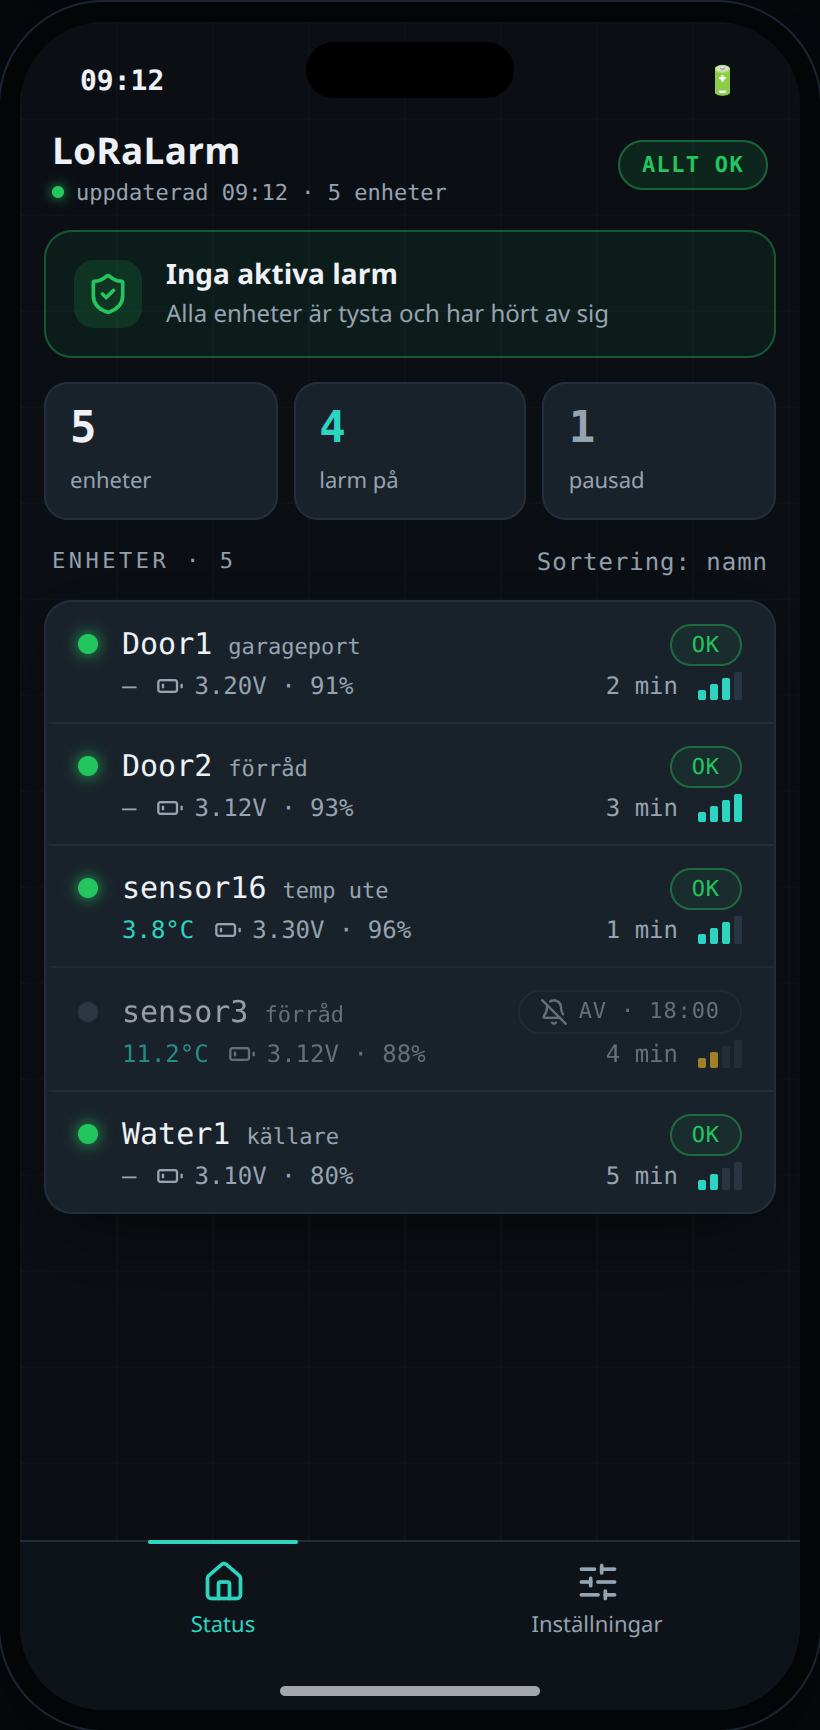 09:12
LoRaLarm
ALLT OK
uppdaterad 09:12 · 5 enheter
Inga aktiva larm
Alla enheter är tysta och har hört av sig
5
enheter
4
larm på
1
pausad
ENHETER · 5
Sortering: namn
Door1 garageport
OK
— 3.20V · 91%
2 min
Door2 förråd
OK
— 3.12V · 93%
3 min
sensor16 temp ute
OK
3.8°C 3.30V · 96%
1 min
sensor3 förråd
AV · 18:00
11.2°C 3.12V · 88%
4 min
Water1 källare
OK
— 3.10V · 80%
5 min
Status
Inställningar